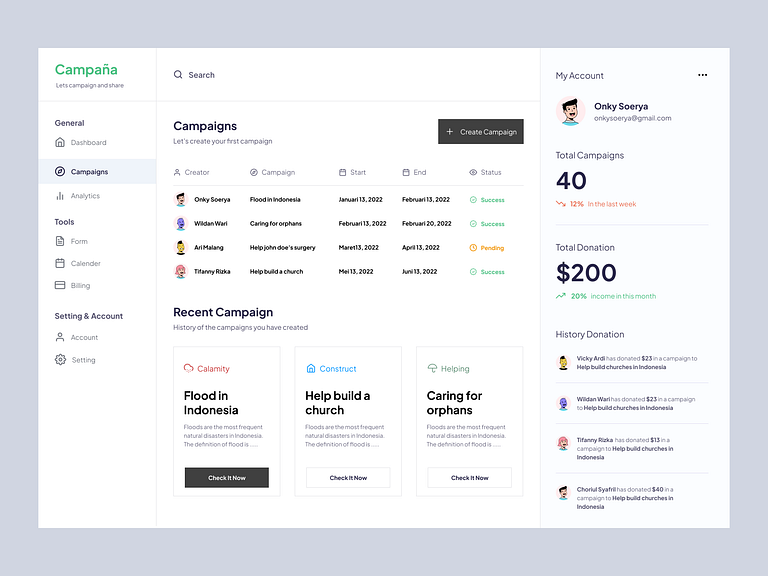 Campaña
Lets campaign and share
General
Dashboard
Campaigns
Analytics
Tools
Form
Calender
Billing
Setting & Account
Account
Setting
Search
Campaigns
Let's create your first campaign
+ Create Campaign
Creator Campaign Start End Status
Onky Soerya Flood in Indonesia Januari 13, 2022 Februari 13, 2022 Success
Wildan Wari Caring for orphans Februari 13, 2022 Februari 20, 2022 Success
Ari Malang Help john doe's surgery Maret13, 2022 April 13, 2022 Pending
Tifanny Rizka Help build a church Mei 13, 2022 Juni 13, 2022 Success
Recent Campaign
History of the campaigns you have created
Calamity
Flood in
Indonesia
Floods are the most frequent
natural disasters in Indonesia.
The definition of flood is ......
Check It Now
Construct
Help build a
church
Floods are the most frequent
natural disasters in Indonesia.
The definition of flood is ......
Check It Now
Helping
Caring for
orphans
Floods are the most frequent
natural disasters in Indonesia.
The definition of flood is ......
Check It Now
My Account
Onky Soerya
onkysoerya@gmail.com
Total Campaigns
40
12% In the last week
Total Donation
$200
20% income in this month
History Donation
Vicky Ardi has donated $23 in a campaign to
Help build churches in Indonesia
Wildan Wari has donated $23 in a campaign
to Help build churches in Indonesia
Tifanny Rizka has donated $13 in a
campaign to Help build churches in
Indonesia
Choriul Syafril has donated $40 in a
campaign to Help build churches in
Indonesia